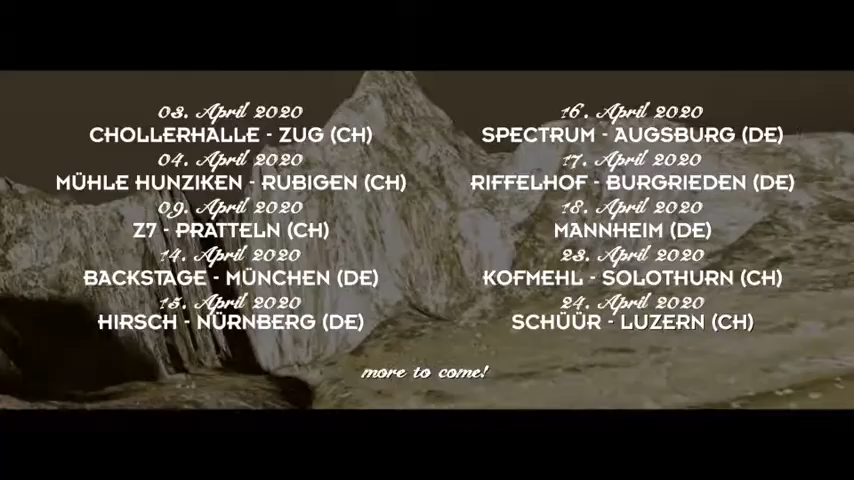 03. April 2020
CHOLLERHALLE - ZUG (CH)
04. April 2020
MÜHLE HUNZIKEN - RUBIGEN (CH)
09. April 2020
Z7 - PRATTELN (CH)
14. April 2020
BACKSTAGE - MÜNCHEN (DE)
15. April 2020
HIRSCH - NÜRNBERG (DE)
16. April 2020
SPECTRUM - AUGSBURG (DE)
17. April 2020
RIFFELHOF - BURGRIEDEN (DE)
18. April 2020
MANNHEIM (DE)
23. April 2020
KOFMEHL - SOLOTHURN (CH)
24. April 2020
SCHÜÜR - LUZERN (CH)
more to come!